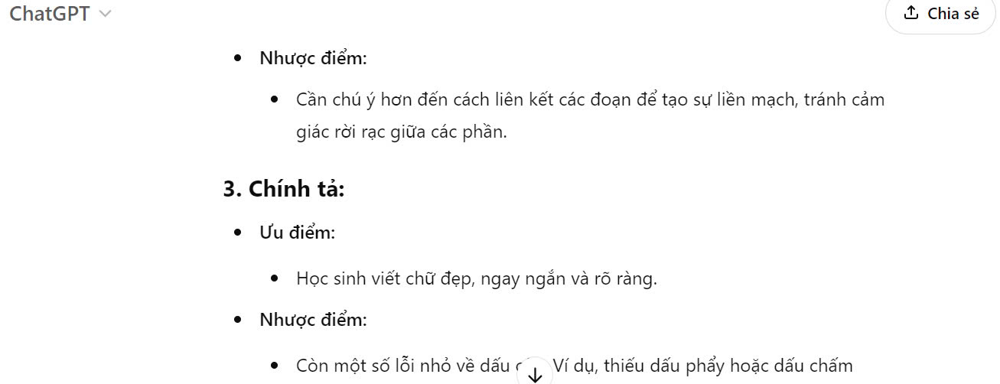 ChatGPT
Chia sẻ
Nhược điểm:
Cần chú ý hơn đến cách liên kết các đoạn để tạo sự liền mạch, tránh cảm
giác rời rạc giữa các phần.
3. Chính tả:
Ưu điểm:
Học sinh viết chữ đẹp, ngay ngắn và rõ ràng.
Nhược điểm:
Còn một số lỗi nhỏ về dấu Ví dụ, thiếu dấu phẩy hoặc dấu chấm